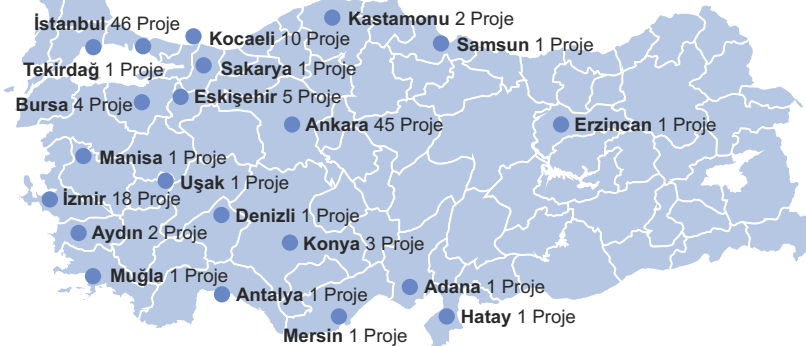 İstanbul 46 Proje
Kastamonu 2 Proje
Kocaeli 10 Proje
Samsun 1 Proje
Tekirdağ 1 Proje
Sakarya 1 Proje
Bursa 4 Proje
Eskişehir 5 Proje
Ankara 45 Proje
Erzincan 1 Proje
Manisa 1 Proje
Uşak 1 Proje
İzmir 18 Proje
Denizli 1 Proje
Aydın 2 Proje
Konya 3 Proje
Muğla 1 Proje
Antalya 1 Proje
Adana 1 Proje
Hatay 1 Proje
Mersin 1 Proje